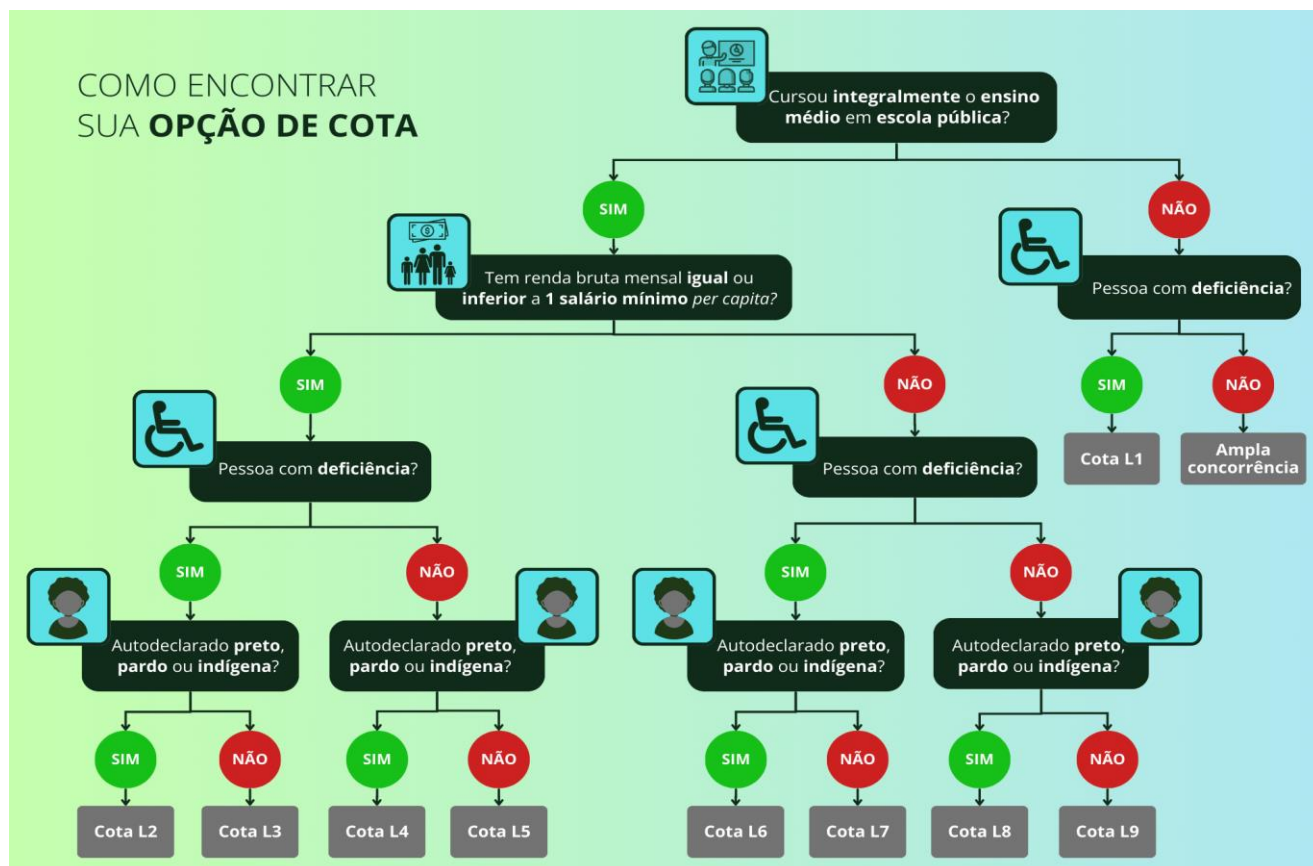 COMO ENCONTRAR
SUA OPÇÃO DE COTA
Cursou integralmente o ensino
médio em escola pública?
SIM
NÃO
Tem renda bruta mensal igual ou
inferior a 1 salário mínimo per capita?
Pessoa com deficiência?
SIM
NÃO
SIM
NÃO
Cota L1
Ampla
concorrência
Pessoa com deficiência?
Pessoa com deficiência?
SIM
NÃO
SIM
NÃO
Autodeclarado preto,
pardo ou indígena?
Autodeclarado preto,
pardo ou indígena?
Autodeclarado preto,
pardo ou indígena?
Autodeclarado preto,
pardo ou indígena?
SIM
NÃO
SIM
NÃO
SIM
NÃO
SIM
NÃO
Cota L2
Cota L3
Cota L4
Cota L5
Cota L6
Cota L7
Cota L8
Cota L9